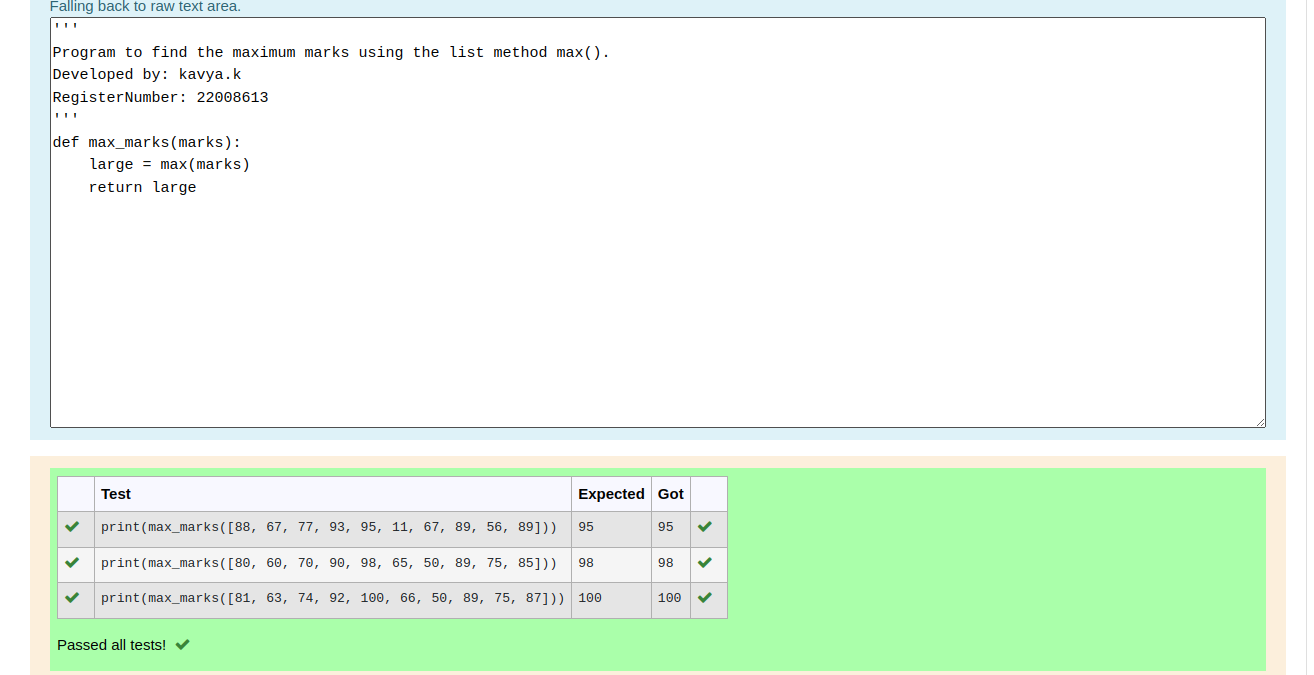 Falling back to raw text area.
'''
Program to find the maximum marks using the list method max().
Developed by: kavya.k
RegisterNumber: 22008613
'''
def max_marks(marks):
    large = max(marks)
    return large
Test Expected Got
print(max_marks([88, 67, 77, 93, 95, 11, 67, 89, 56, 89])) 95 95
print(max_marks([80, 60, 70, 90, 98, 65, 50, 89, 75, 85])) 98 98
print(max_marks([81, 63, 74, 92, 100, 66, 50, 89, 75, 87])) 100 100
Passed all tests!